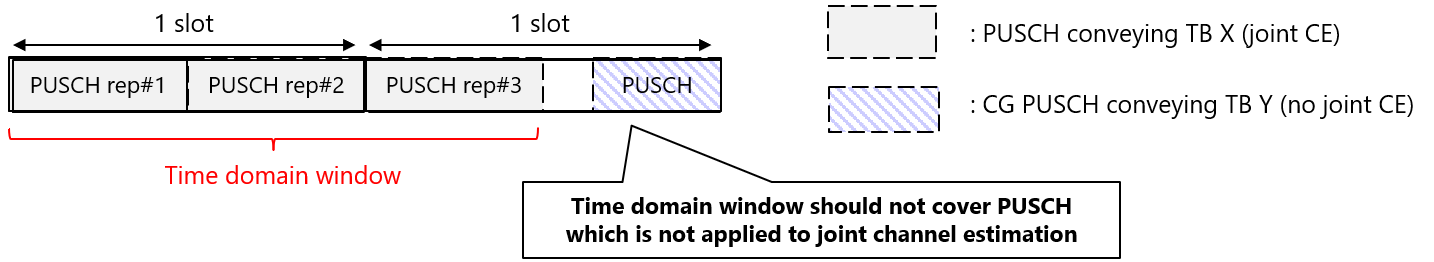 1 slot
1 slot
: PUSCH conveying TB X (joint CE)
PUSCH rep#1
PUSCH rep#2
PUSCH rep#3
PUSCH
: CG PUSCH conveying TB Y (no joint CE)
Time domain window
Time domain window should not cover PUSCH
which is not applied to joint channel estimation